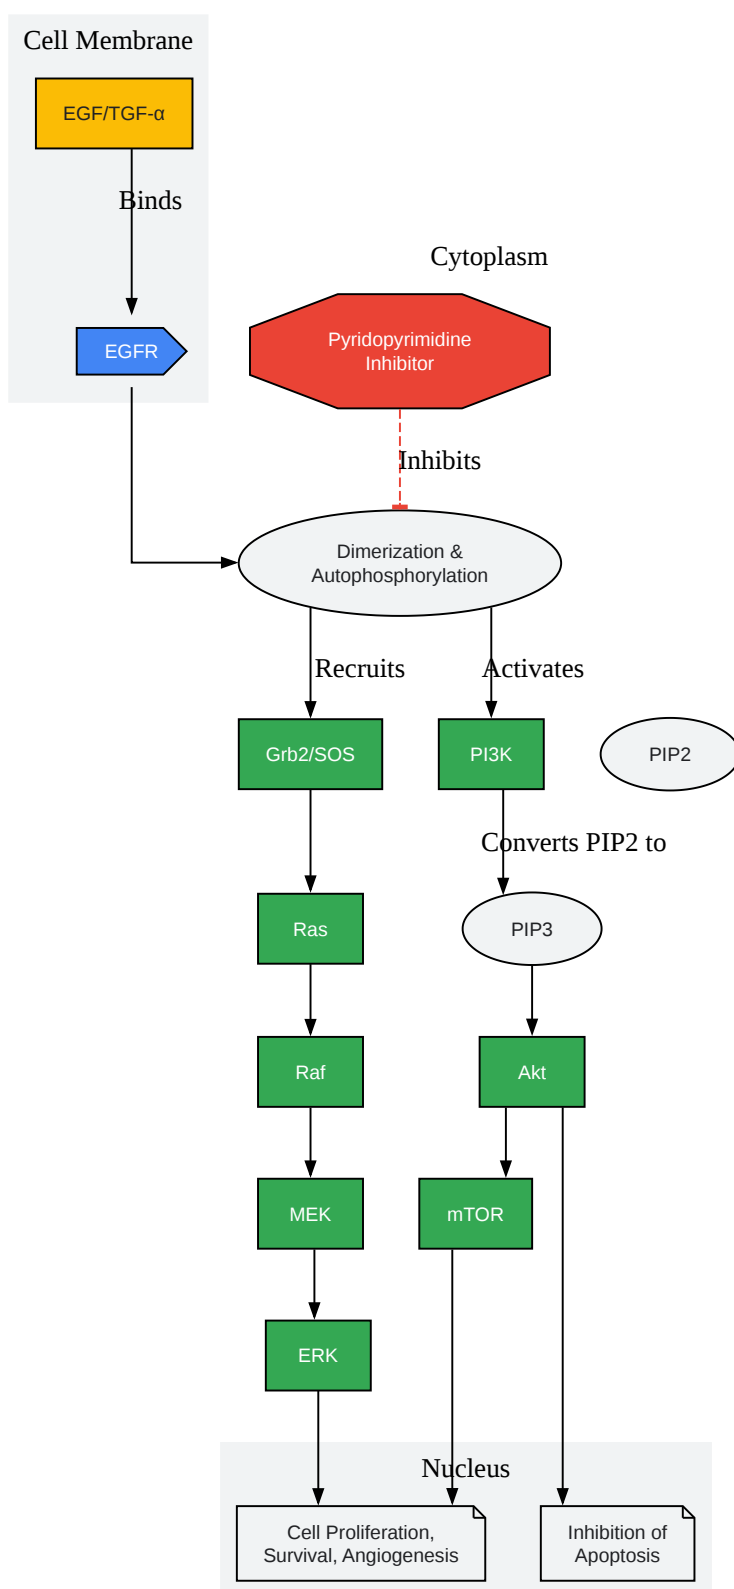 Cell Membrane
EGF/TGF-α
Binds
Cytoplasm
EGFR
Pyridopyrimidine
Inhibitor
Inhibits
Dimerization &
Autophosphorylation
Recruits
Activates
Grb2/SOS
PI3K
PIP2
Converts PIP2 to
Ras
PIP3
Raf
Akt
MEK
mTOR
ERK
Nucleus
Cell Proliferation,
Survival, Angiogenesis
Inhibition of
Apoptosis